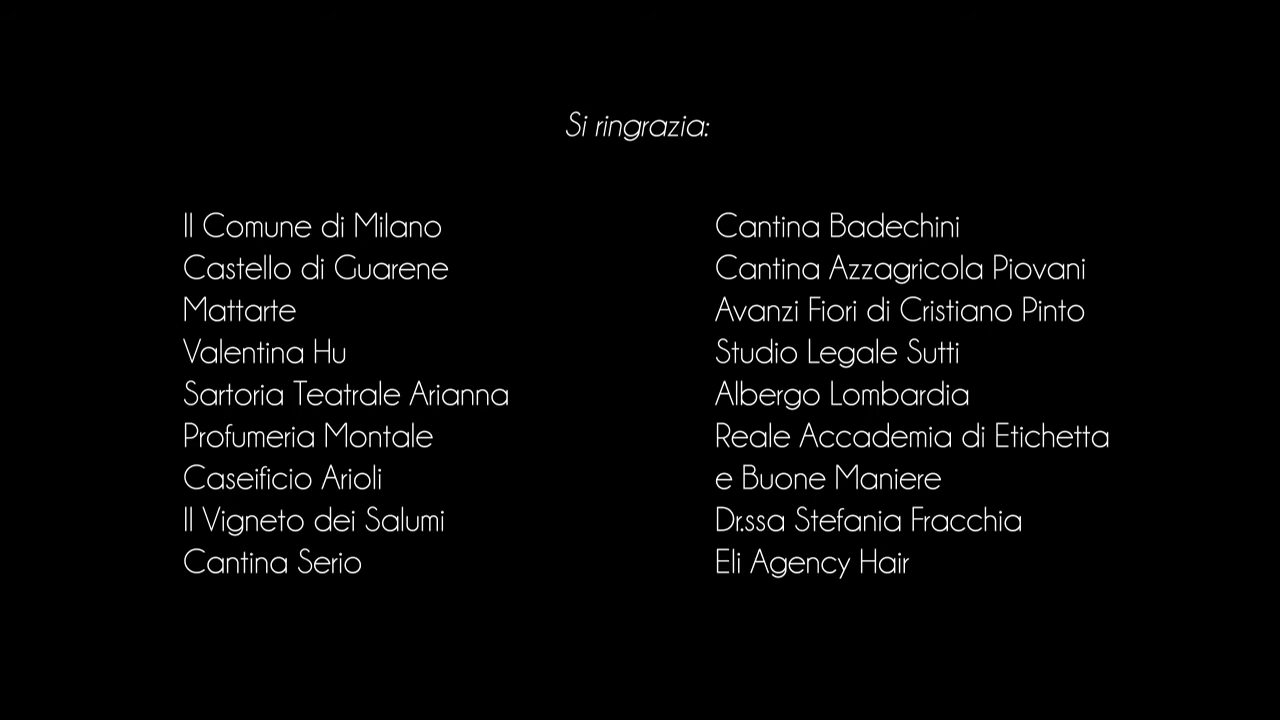 Si ringrazia:
Il Comune di Milano
Castello di Guarene
Mattarte
Valentina Hu
Sartoria Teatrale Arianna
Profumeria Montale
Caseificio Arioli
Il Vigneto dei Salumi
Cantina Serio
Cantina Badechini
Cantina Azzagricola Piovani
Avanzi Fiori di Cristiano Pinto
Studio Legale Sutti
Albergo Lombardia
Reale Accademia di Etichetta
e Buone Maniere
Dr.ssa Stefania Fracchia
Eli Agency Hair